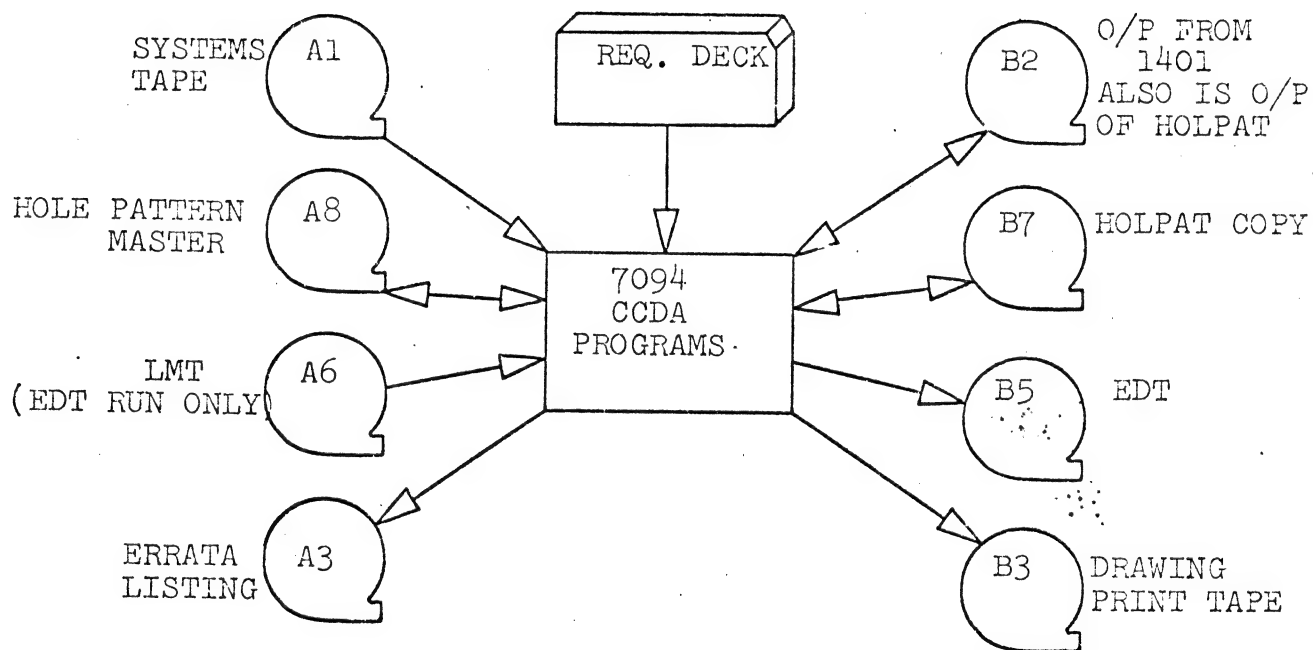 SYSTEMS
TAPE
A1
REQ. DECK
B2
O/P FROM
1401
ALSO IS O/P
OF HOLPAT
HOLE PATTERN
MASTER
A8
B7
HOLPAT COPY
7094
CCDA
PROGRAMS
LMT
(EDT RUN ONLY)
A6
B5
EDT
ERRATA
LISTING
A3
B3
DRAWING
PRINT TAPE